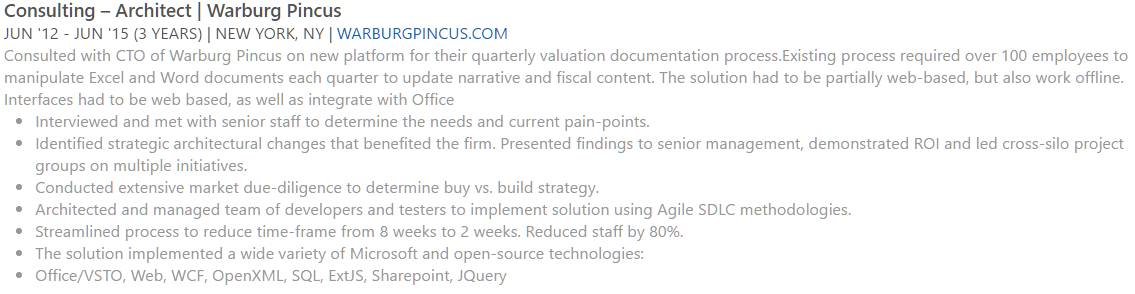 Consulting – Architect | Warburg Pincus
JUN '12 - JUN '15 (3 YEARS) | NEW YORK, NY | WARBURGPINCUS.COM
Consulted with CTO of Warburg Pincus on new platform for their quarterly valuation documentation process.Existing process required over 100 employees to
manipulate Excel and Word documents each quarter to update narrative and fiscal content. The solution had to be partially web-based, but also work offline.
Interfaces had to be web based, as well as integrate with Office
• Interviewed and met with senior staff to determine the needs and current pain-points.
• Identified strategic architectural changes that benefited the firm. Presented findings to senior management, demonstrated ROI and led cross-silo project
groups on multiple initiatives.
• Conducted extensive market due-diligence to determine buy vs. build strategy.
• Architected and managed team of developers and testers to implement solution using Agile SDLC methodologies.
• Streamlined process to reduce time-frame from 8 weeks to 2 weeks. Reduced staff by 80%.
• The solution implemented a wide variety of Microsoft and open-source technologies:
• Office/VSTO, Web, WCF, OpenXML, SQL, ExtJS, Sharepoint, JQuery